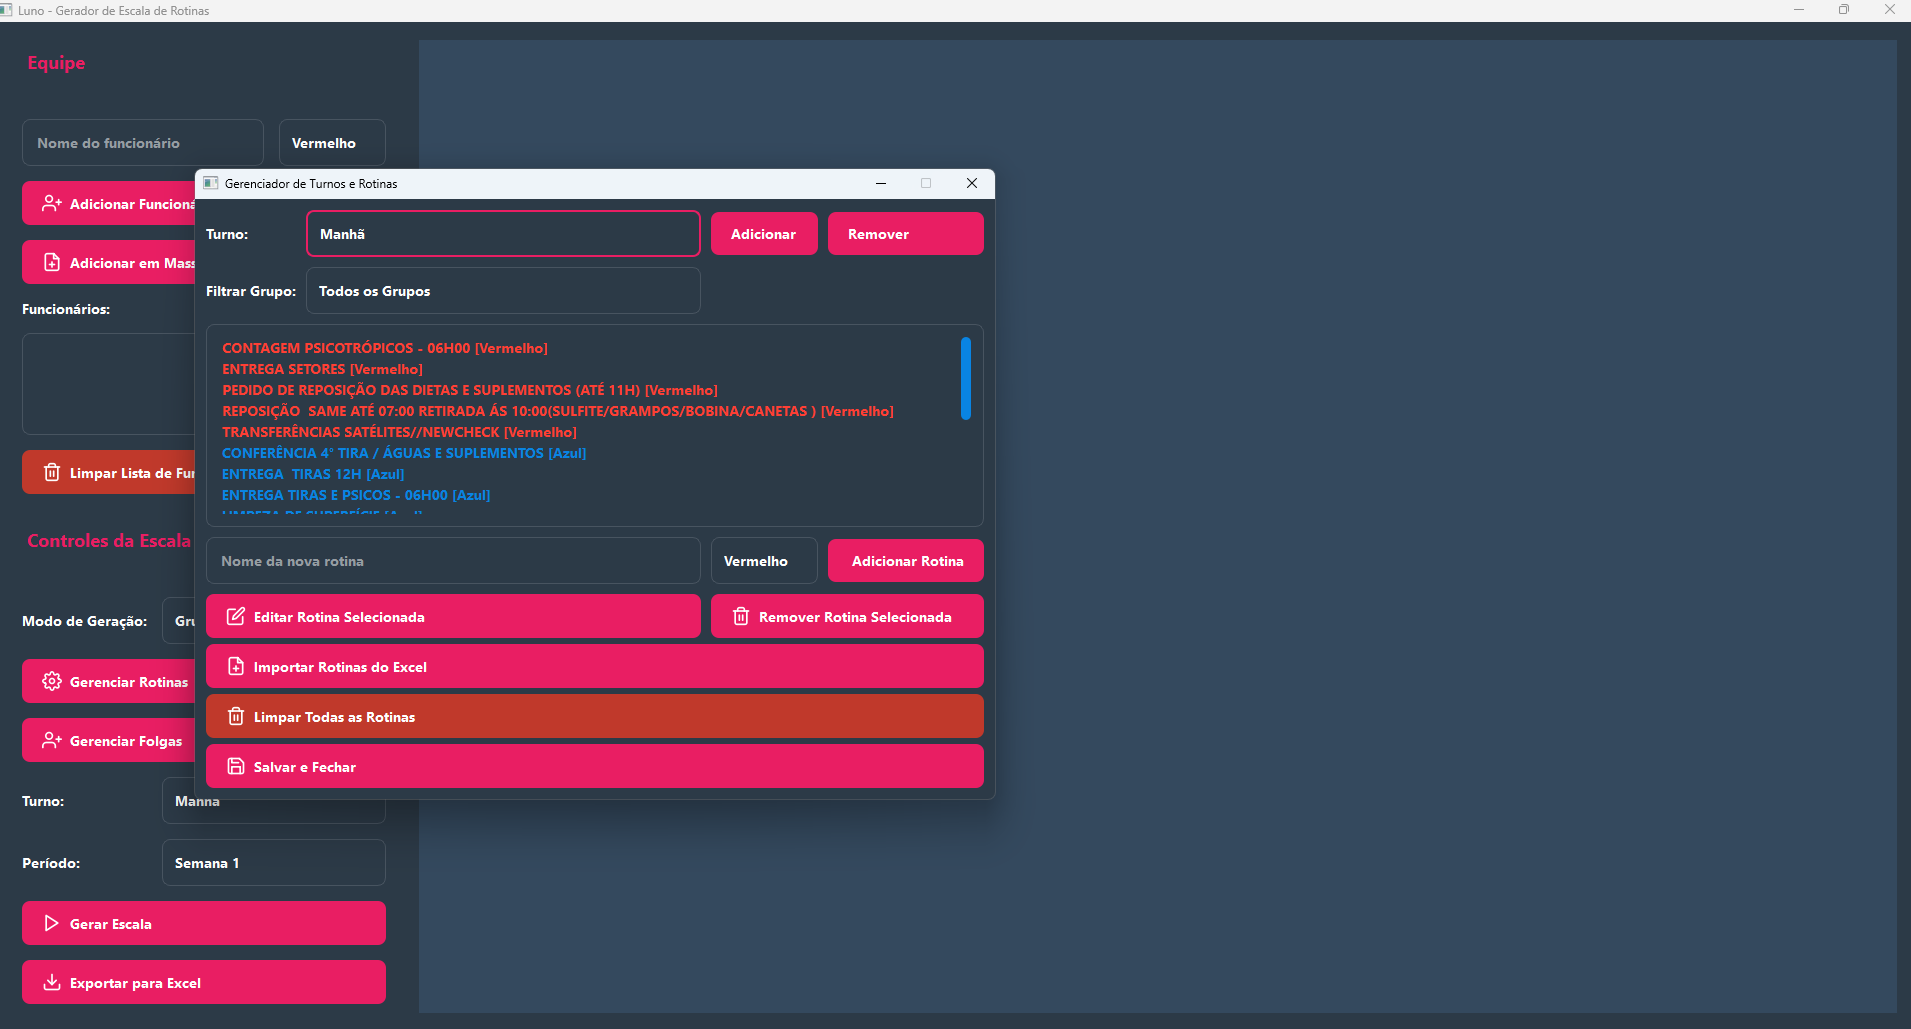 Luno - Gerador de Escala de Rotinas
Equipe
Nome do funcionário
Vermelho
Adicionar Funcioná
Adicionar em Mass
Funcionários:
Limpar Lista de Fu
Controles da Escala
Modo de Geração:
Gru
Gerenciar Rotinas
Gerenciar Folgas
Turno:
Manhã
Período:
Semana 1
Gerar Escala
Exportar para Excel
Gerenciador de Turnos e Rotinas
Turno:
Manhã
Adicionar
Remover
Filtrar Grupo:
Todos os Grupos
CONTAGEM PSICOTRÓPICOS - 06H00 [Vermelho]
ENTREGA SETORES [Vermelho]
PEDIDO DE REPOSIÇÃO DAS DIETAS E SUPLEMENTOS (ATÉ 11H) [Vermelho]
REPOSIÇÃO  SAME ATÉ 07:00 RETIRADA ÁS 10:00(SULFITE/GRAMPOS/BOBINA/CANETAS ) [Vermelho]
TRANSFERÊNCIAS SATÉLITES//NEWCHECK [Vermelho]
CONFERÊNCIA 4° TIRA / ÁGUAS E SUPLEMENTOS [Azul]
ENTREGA  TIRAS 12H [Azul]
ENTREGA TIRAS E PSICOS - 06H00 [Azul]
LIMPEZA DE SUPERFÍCIE [Azul]
Nome da nova rotina
Vermelho
Adicionar Rotina
Editar Rotina Selecionada
Remover Rotina Selecionada
Importar Rotinas do Excel
Limpar Todas as Rotinas
Salvar e Fechar